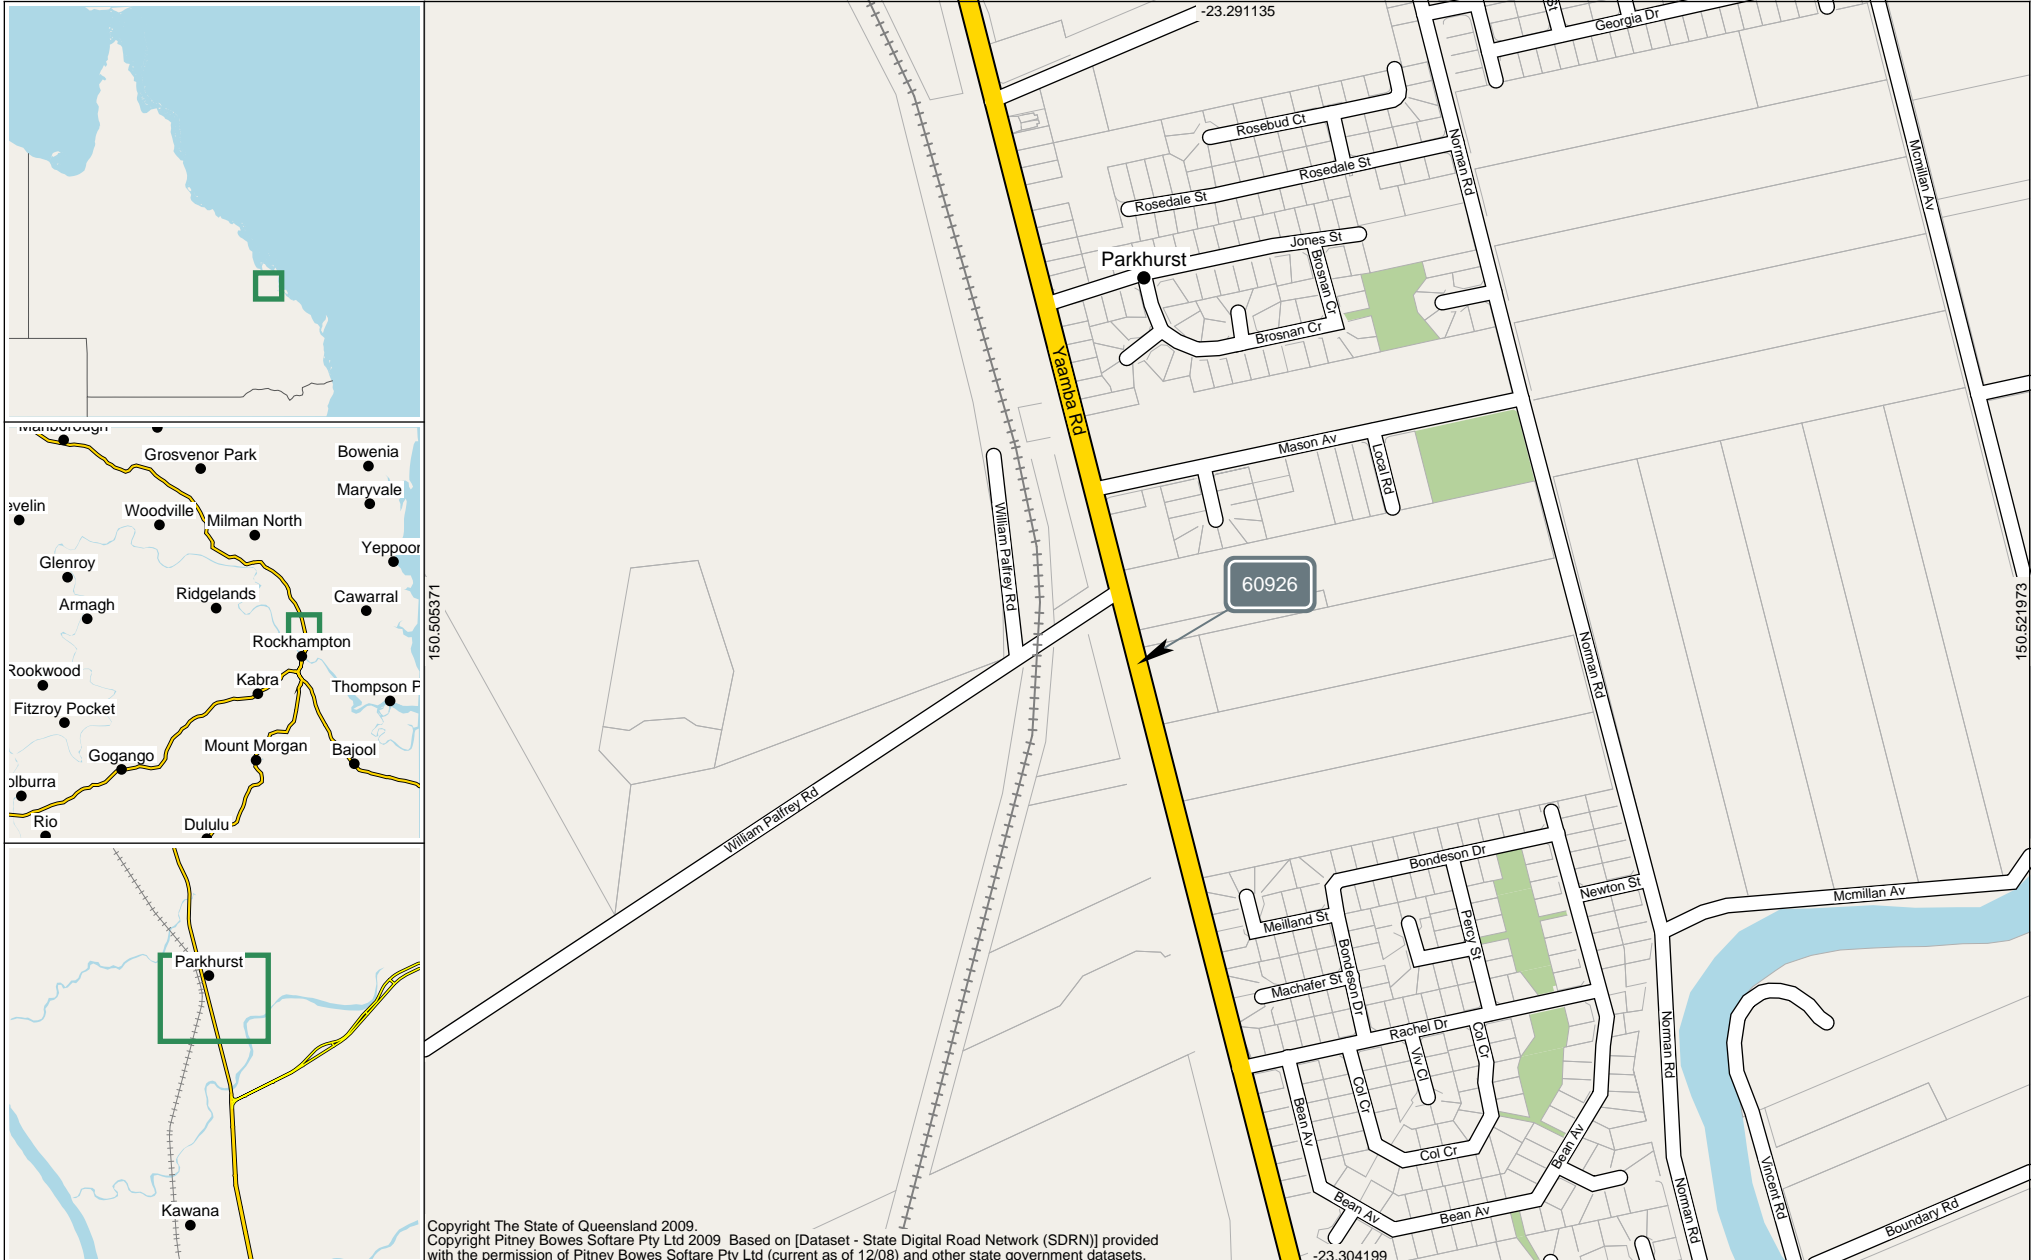 Marlborough
Grosvenor Park
Bowenia
Maryvale
evelin
Woodville
Milman North
Yeppoon
Glenroy
Ridgelands
Cawarral
Armagh
Rockhampton
Rookwood
Kabra
Thompson P
Fitzroy Pocket
Mount Morgan
Bajool
Gogango
olburra
Rio
Dululu
Parkhurst
Kawana
-23.291135
150.505371
150.521973
-23.304199
Georgia Dr
St
Rosebud Ct
Norman Rd
Mcmillan Av
Rosedale St
Rosedale St
Jones St
Parkhurst
Brosnan Cr
Brosnan Cr
Yaamba Rd
Mason Av
Local Rd
William Palfrey Rd
60926
Norman Rd
William Palfrey Rd
Bondeson Dr
Newton St
Mcmillan Av
Meilland St
Percy St
Bondeson Dr
Machafer St
Rachel Dr
Col Cr
Viv Cl
Col Cr
Norman Rd
Bean Av
Col Cr
Bean Av
Bean Av
Bean Av
Norman Rd
Vincent Rd
Boundary Rd
Copyright The State of Queensland 2009.
Copyright Pitney Bowes Softare Pty Ltd 2009 Based on [Dataset - State Digital Road Network (SDRN)] provided
with the permission of Pitney Bowes Softare Pty Ltd (current as of 12/08) and other state government datasets.